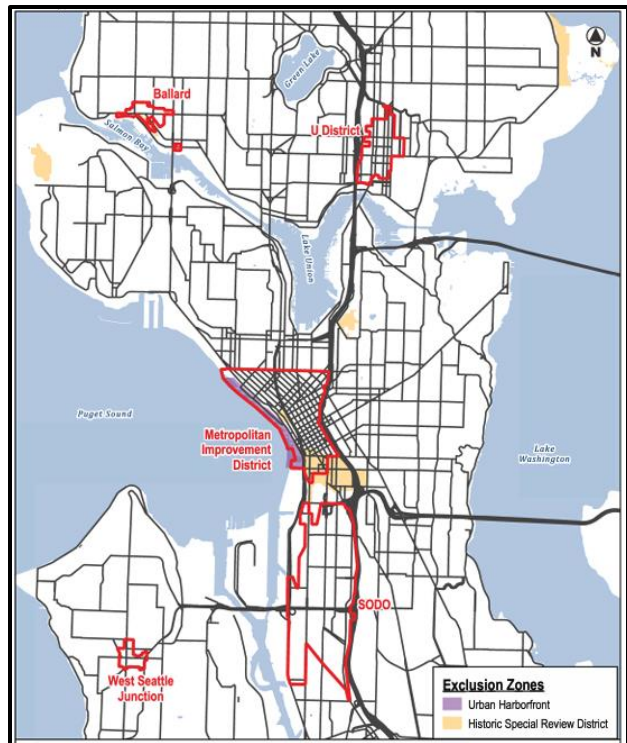 N
Green Lake
Ballard
U District
Salmon Bay
Lake Union
Puget Sound
Metropolitan
Improvement
District
Lake
Washington
SODO
West Seattle
Junction
Exclusion Zones
Urban Harborfront
Historic Special Review District